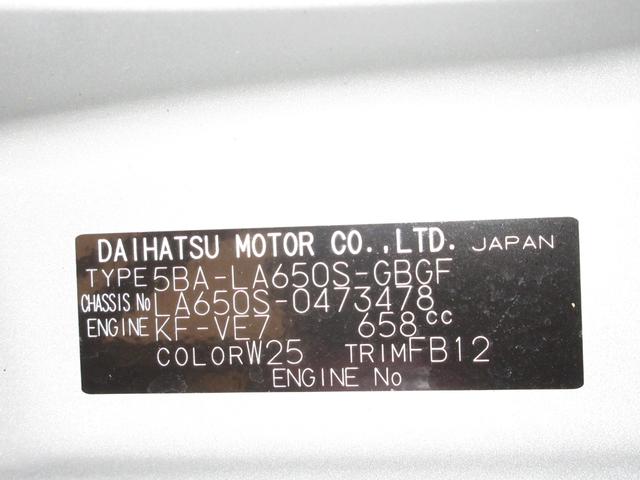 DAIHATSU MOTOR CO.,LTD. JAPAN
TYPE 5BA-LA650S-GBGF
CHASSIS No LA650S-0473478
ENGINE KF-VE7 658cc
COLOR W25 TRIM FB12
ENGINE No